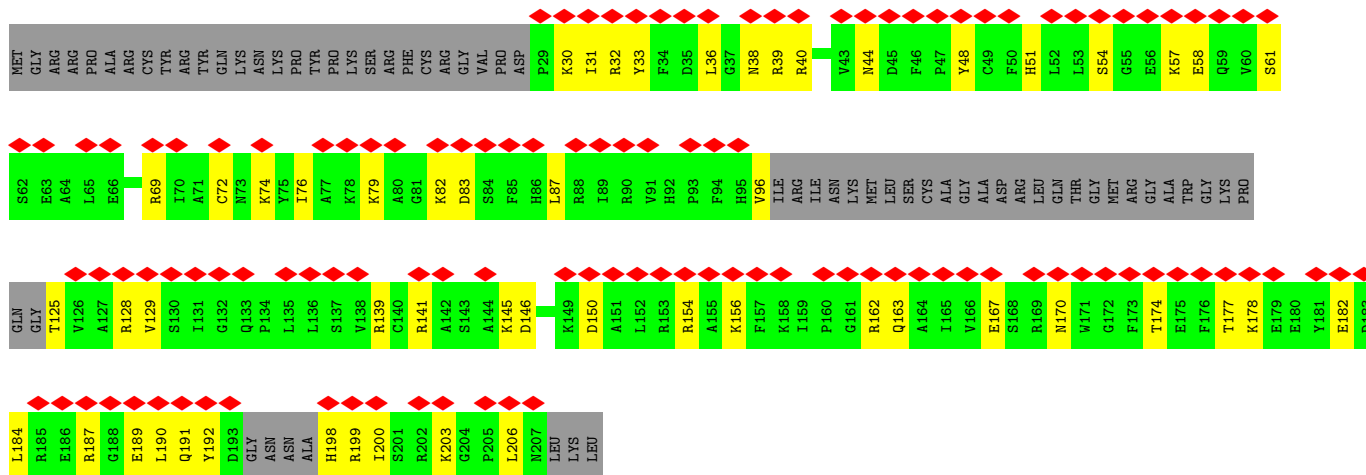 MET GLY ARG ARG PRO ALA ARG CYS TYR ARG TYR GLN LYS ASN LYS PRO TYR PRO LYS SER ARG PHE CYS ARG GLY VAL PRO ASP P29 K30 I31 R32 Y33 F34 D35 L36 G37 N38 R39 R40 V43 N44 D45 F46 P47 Y48 C49 F50 H51 L52 L53 S54 G55 E56 K57 E58 Q59 V60 S61
S62 E63 A64 L65 E66 R69 I70 A71 C72 N73 K74 Y75 I76 A77 K78 K79 A80 G81 K82 D83 S84 F85 H86 L87 R88 I89 R90 V91 H92 P93 F94 H95 V96 ILE ARG ILE ASN LYS MET LEU SER CYS ALA GLY ALA ASP ARG LEU GLN THR GLY MET ARG GLY ALA TRP GLY LYS PRO
GLN GLY T125 V126 A127 R128 V129 S130 I131 G132 Q133 P134 L135 L136 S137 V138 R139 C140 R141 A142 S143 A144 K145 D146 K149 D150 A151 L152 R153 R154 A155 K156 F157 K158 I159 P160 G161 R162 Q163 A164 I165 V166 E167 S168 R169 N170 W171 G172 F173 T174 E175 F176 T177 K178 E179 E180 Y181 E182 D183
L184 R185 E186 R187 G188 E189 L190 Q191 Y192 D193 GLY ASN ASN ALA H198 R199 I200 S201 R202 K203 G204 P205 L206 N207 LEU LYS LEU